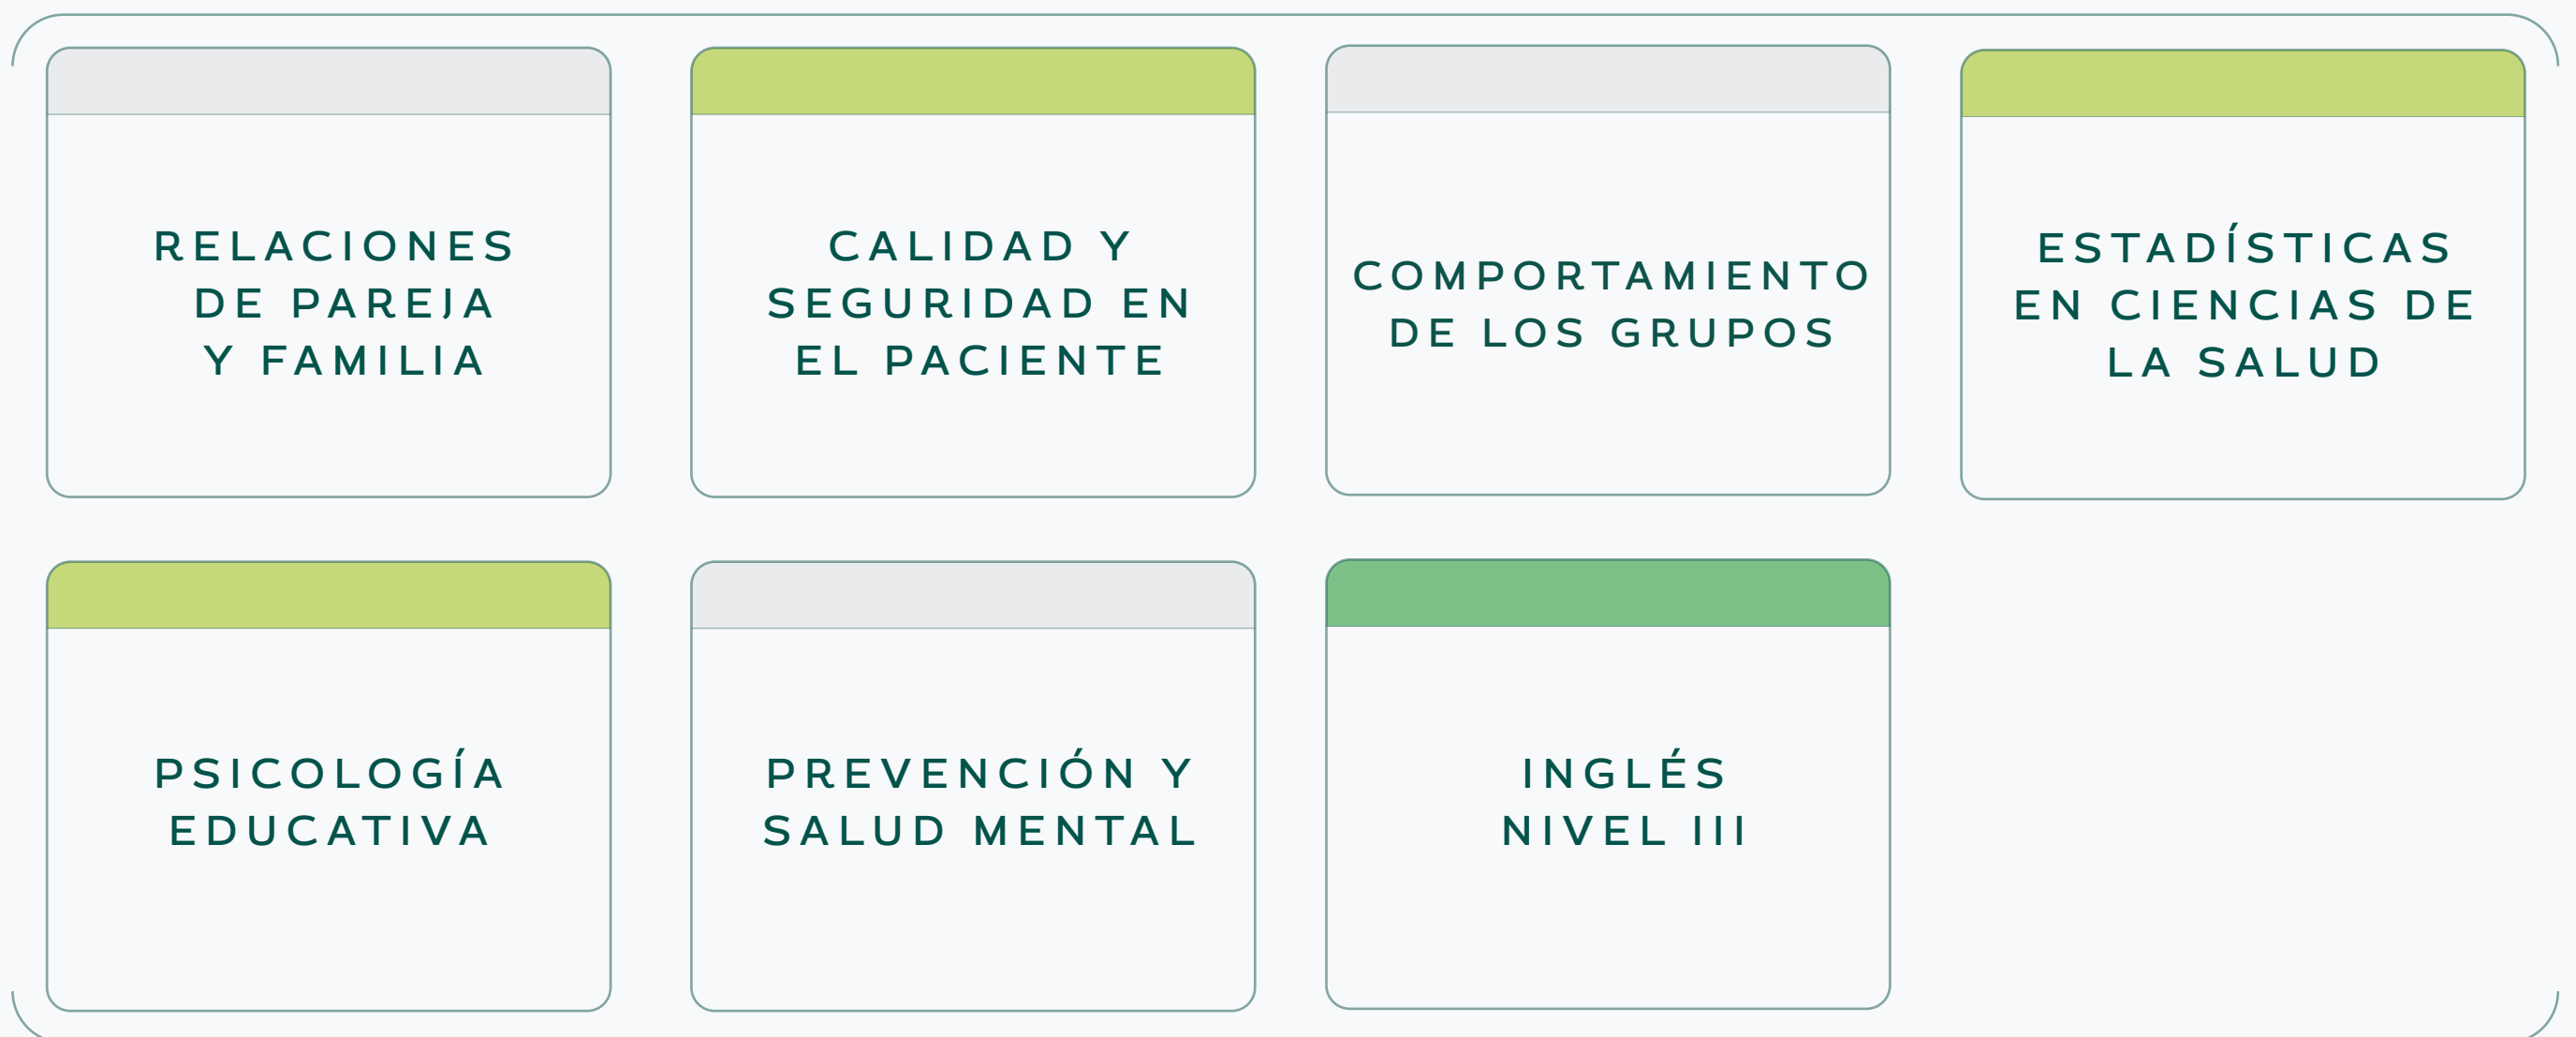 RELACIONES
DE PAREJA
Y FAMILIA
CALIDAD Y
SEGURIDAD EN
EL PACIENTE
COMPORTAMIENTO
DE LOS GRUPOS
ESTADÍSTICAS
EN CIENCIAS DE
LA SALUD
PSICOLOGÍA
EDUCATIVA
PREVENCIÓN Y
SALUD MENTAL
INGLÉS
NIVEL III